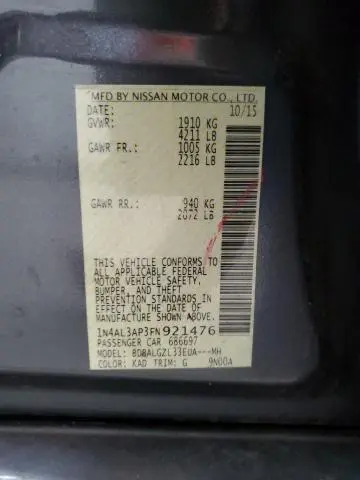 MFD BY NISSAN MOTOR CO., LTD.
DATE: 10/15
GVWR: 1910 KG
4211 LB
GAWR FR.: 1005 KG
2216 LB
GAWR RR.: 940 KG
2072 LB
THIS VEHICLE CONFORMS TO
ALL APPLICABLE FEDERAL
MOTOR VEHICLE SAFETY,
BUMPER, AND THEFT
PREVENTION STANDARDS
IN EFFECT ON THE DATE OF
MANUFACTURE SHOWN ABOVE.
1N4AL3AP3FN921476
PASSENGER CAR 686697
MODEL: BDBALGZL33EUA---MH
COLOR: KAD TRIM: G 9N00A